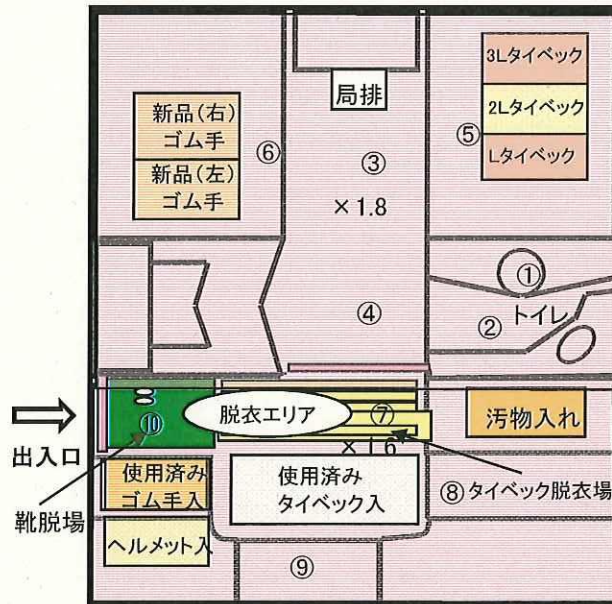 3Lタイベック
局排
新品(右)
ゴム手
2Lタイベック
⑥
③
⑤
新品(左)
ゴム手
Lタイベック
×1.8
①
④
②
トイレ
⑩
脱衣エリア
⑦
汚物入れ
×1.6
出入口
使用済み
ゴム手入
使用済み
タイベック入
⑧タイベック脱衣場
靴脱場
ヘルメット入
⑨